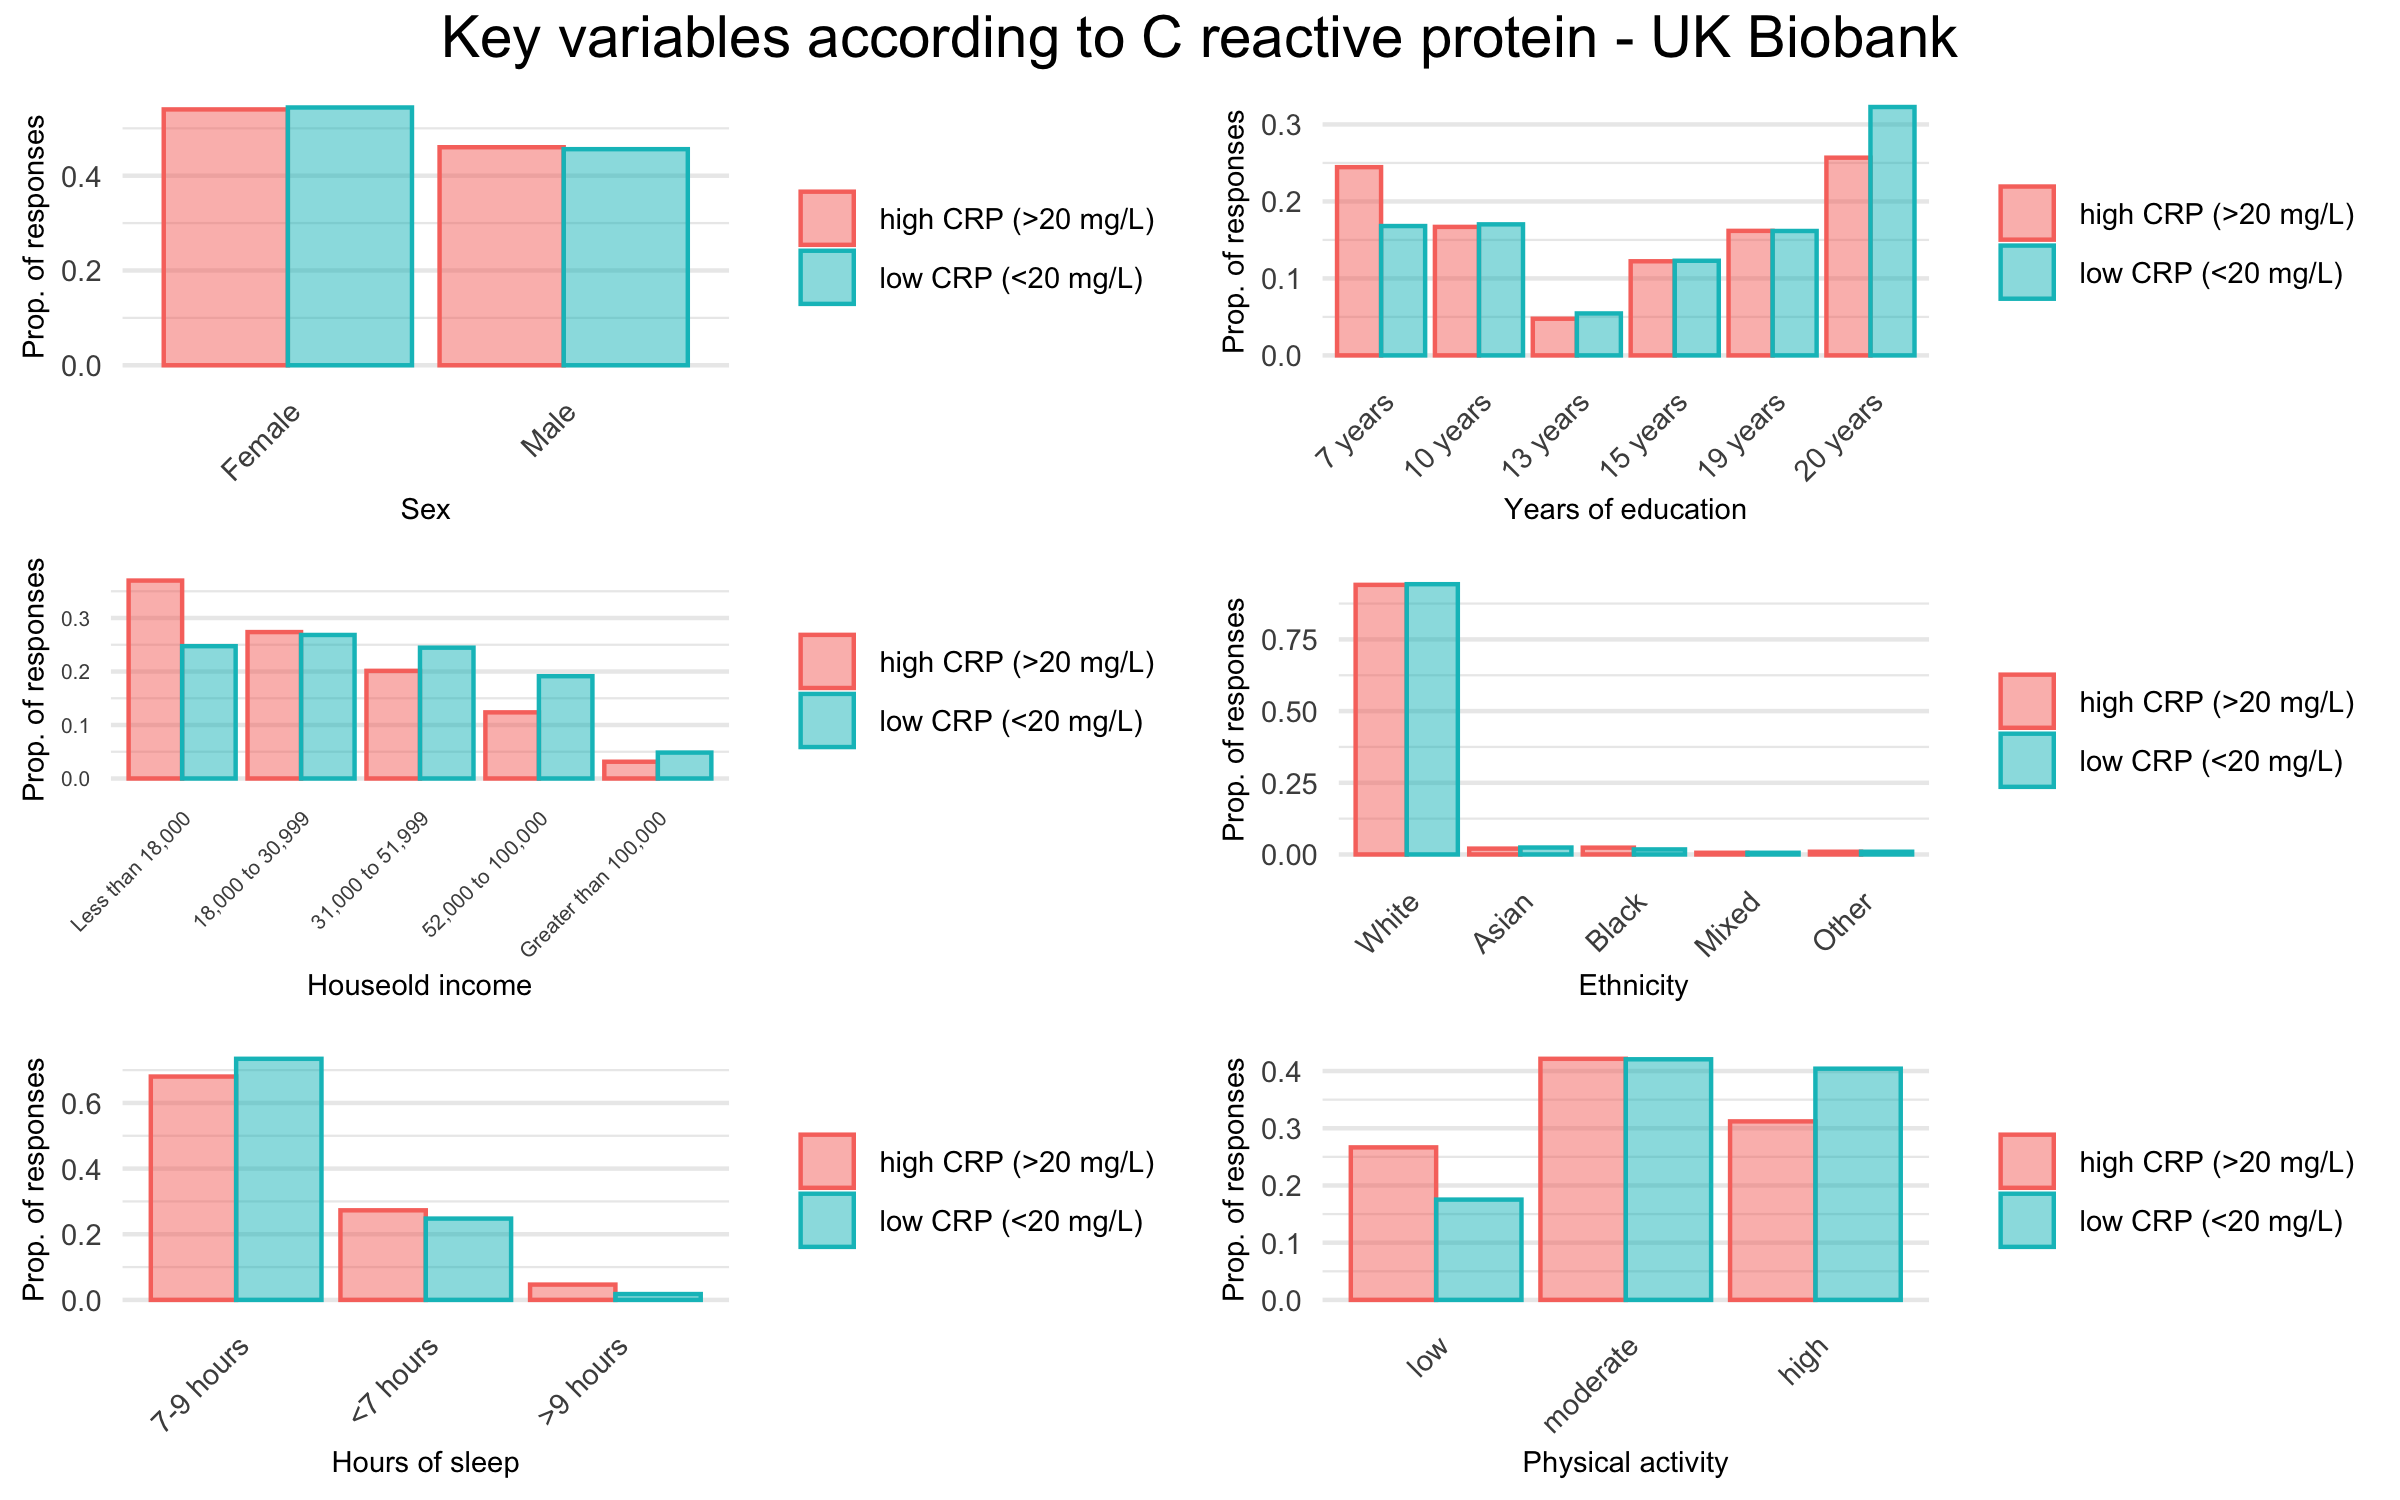 Key variables according to C reactive protein - UK Biobank
Prop. of responses
0.4
0.2
0.0
Female
Male
Sex
high CRP (>20 mg/L)
low CRP (<20 mg/L)
Prop. of responses
0.3
0.2
0.1
0.0
7 years
10 years
13 years
15 years
19 years
20 years
Years of education
high CRP (>20 mg/L)
low CRP (<20 mg/L)
Prop. of responses
0.3
0.2
0.1
0.0
Less than 18,000
18,000 to 30,999
31,000 to 51,999
52,000 to 100,000
Greater than 100,000
Houseold income
high CRP (>20 mg/L)
low CRP (<20 mg/L)
Prop. of responses
0.75
0.50
0.25
0.00
White
Asian
Black
Mixed
Other
Ethnicity
high CRP (>20 mg/L)
low CRP (<20 mg/L)
Prop. of responses
0.6
0.4
0.2
0.0
7-9 hours
<7 hours
>9 hours
Hours of sleep
high CRP (>20 mg/L)
low CRP (<20 mg/L)
Prop. of responses
0.4
0.3
0.2
0.1
0.0
low
moderate
high
Physical activity
high CRP (>20 mg/L)
low CRP (<20 mg/L)